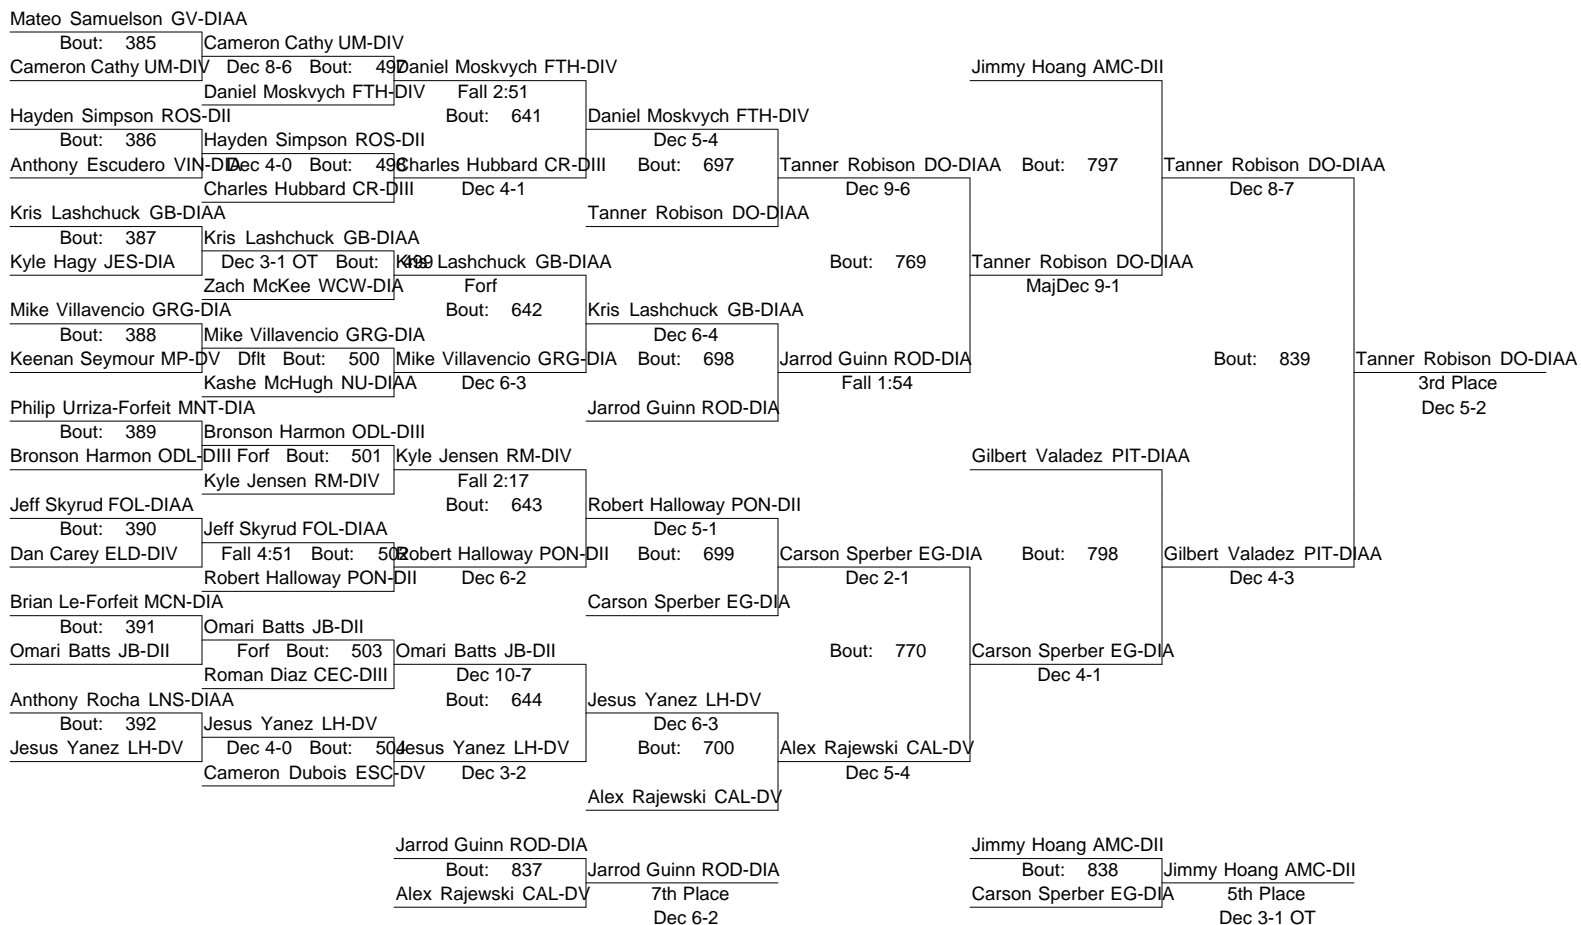 Mateo Samuelson GV-DIAA
Bout: 385
Cameron Cathy UM-DIV
Cameron Cathy UM-DIV
Dec 8-6 Bout: 497
Daniel Moskvych FTH-DIV
Daniel Moskvych FTH-DIV
Fall 2:51
Jimmy Hoang AMC-DII
Hayden Simpson ROS-DII
Bout: 641
Daniel Moskvych FTH-DIV
Bout: 386
Hayden Simpson ROS-DII
Dec 5-4
Anthony Escudero VIN-DIA
Dec 4-0 Bout: 498
Charles Hubbard CR-DIII
Bout: 697
Tanner Robison DO-DIAA
Bout: 797
Tanner Robison DO-DIAA
Charles Hubbard CR-DIII
Dec 4-1
Dec 9-6
Dec 8-7
Kris Lashchuck GB-DIAA
Tanner Robison DO-DIAA
Bout: 387
Kris Lashchuck GB-DIAA
Kyle Hagy JES-DIA
Dec 3-1 OT Bout: 499
Kris Lashchuck GB-DIAA
Bout: 769
Tanner Robison DO-DIAA
Zach McKee WCW-DIA
Forf
MajDec 9-1
Mike Villavencio GRG-DIA
Bout: 642
Kris Lashchuck GB-DIAA
Bout: 388
Mike Villavencio GRG-DIA
Dec 6-4
Keenan Seymour MP-DV
Dflt Bout: 500
Mike Villavencio GRG-DIA
Bout: 698
Jarrod Guinn ROD-DIA
Bout: 839
Tanner Robison DO-DIAA
Kashe McHugh NU-DIAA
Dec 6-3
Fall 1:54
3rd Place
Philip Urriza-Forfeit MNT-DIA
Jarrod Guinn ROD-DIA
Dec 5-2
Bout: 389
Bronson Harmon ODL-DIII
Bronson Harmon ODL-DIII
Forf Bout: 501
Kyle Jensen RM-DIV
Gilbert Valadez PIT-DIAA
Kyle Jensen RM-DIV
Fall 2:17
Jeff Skyrud FOL-DIAA
Bout: 643
Robert Halloway PON-DII
Bout: 390
Jeff Skyrud FOL-DIAA
Dec 5-1
Dan Carey ELD-DIV
Fall 4:51 Bout: 502
Robert Halloway PON-DII
Bout: 699
Carson Sperber EG-DIA
Bout: 798
Gilbert Valadez PIT-DIAA
Robert Halloway PON-DII
Dec 6-2
Dec 2-1
Dec 4-3
Brian Le-Forfeit MCN-DIA
Carson Sperber EG-DIA
Bout: 391
Omari Batts JB-DII
Omari Batts JB-DII
Forf Bout: 503
Omari Batts JB-DII
Bout: 770
Carson Sperber EG-DIA
Roman Diaz CEC-DIII
Dec 10-7
Dec 4-1
Anthony Rocha LNS-DIAA
Bout: 644
Jesus Yanez LH-DV
Bout: 392
Jesus Yanez LH-DV
Dec 6-3
Jesus Yanez LH-DV
Dec 4-0 Bout: 504
Jesus Yanez LH-DV
Bout: 700
Alex Rajewski CAL-DV
Cameron Dubois ESC-DV
Dec 3-2
Dec 5-4
Alex Rajewski CAL-DV
Jarrod Guinn ROD-DIA
Bout: 837
Jarrod Guinn ROD-DIA
Alex Rajewski CAL-DV
7th Place
Dec 6-2
Jimmy Hoang AMC-DII
Bout: 838
Jimmy Hoang AMC-DII
Carson Sperber EG-DIA
5th Place
Dec 3-1 OT